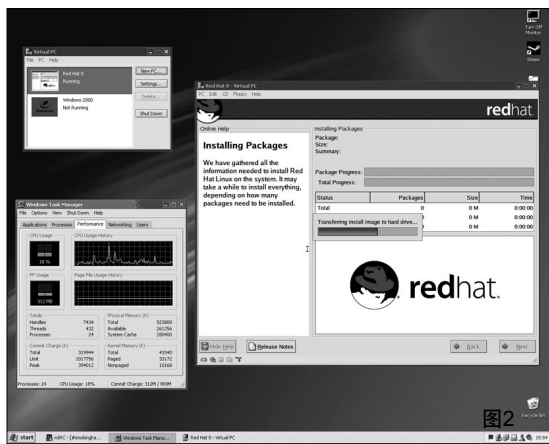 Turn Off
Monitor
Steam
Virtual PC
File PC Help
Red Hat 8
Running
Windows 2000
Not Running
New PC...
Settings...
Delete...
Shut Down
Red Hat 8 - Virtual PC
PC Edit CD Floppy Help
redhat.
Online Help
Installing Packages
We have gathered all the
information needed to install Red
Hat Linux on the system. It may
take a while to install everything,
depending on how many
packages need to be installed.
Installing Packages
Package:
Size:
Summary:
Package Progress:
Total Progress:
Status Packages Size Time
Total 0 0 M 0:00:00
0 0 M 0:00:00
0 0 M 0:00:00
Transferring install image to hard drive...
redhat.
Hide Help
Release Notes
Back
Next
Windows Task Manager
File Options View Shut Down Help
Applications Processes Performance Networking Users
CPU Usage CPU Usage History
18 %
PF Usage Page File Usage History
312 MB
Totals
Handles 7434
Threads 432
Processes 24
Physical Memory (K)
Total 523800
Available 261256
System Cache 280400
Commit Charge (K)
Total 319944
Limit 1017756
Peak 394012
Kernel Memory (K)
Total 43340
Paged 33172
Nonpaged 10168
Processes: 24 CPU Usage: 18% Commit Charge: 312M / 993M
图2
Recycle Bin
start
Windows Task Mana...
Red Hat 8 - Virtual PC
15:54